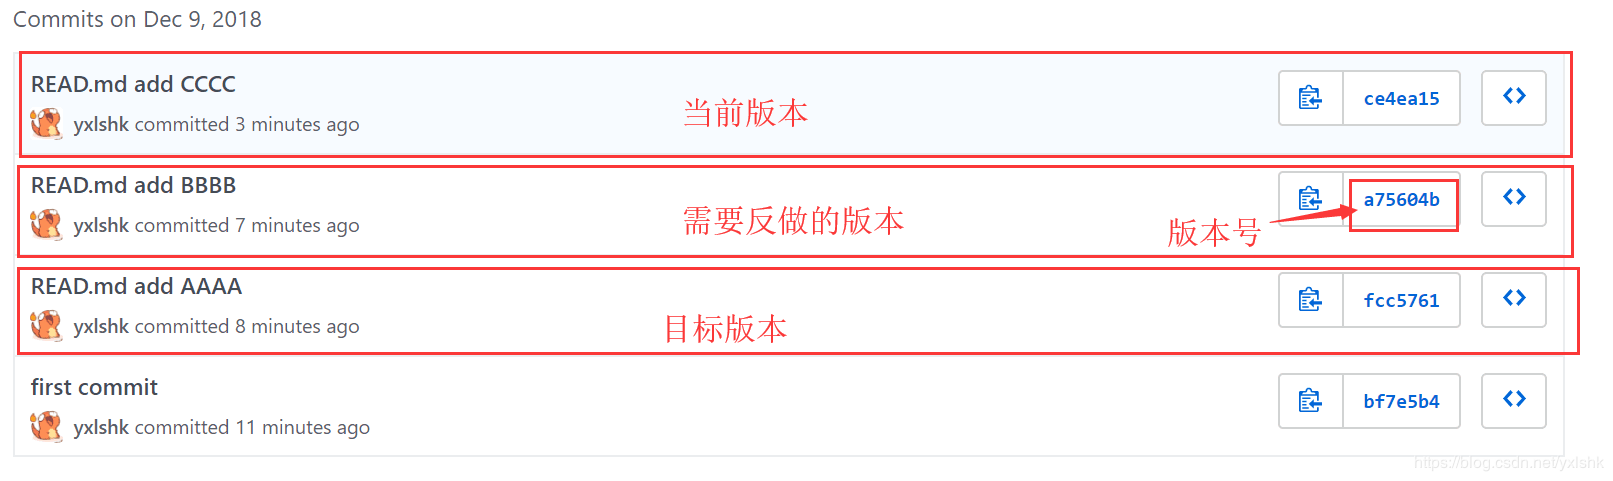 Commits on Dec 9, 2018
READ.md add CCCC
yxlshk committed 3 minutes ago
当前版本
ce4ea15
READ.md add BBBB
yxlshk committed 7 minutes ago
需要反做的版本
版本号
a75604b
READ.md add AAAA
yxlshk committed 8 minutes ago
目标版本
fcc5761
first commit
yxlshk committed 11 minutes ago
bf7e5b4
https://blog.csdn.net/yxlshk